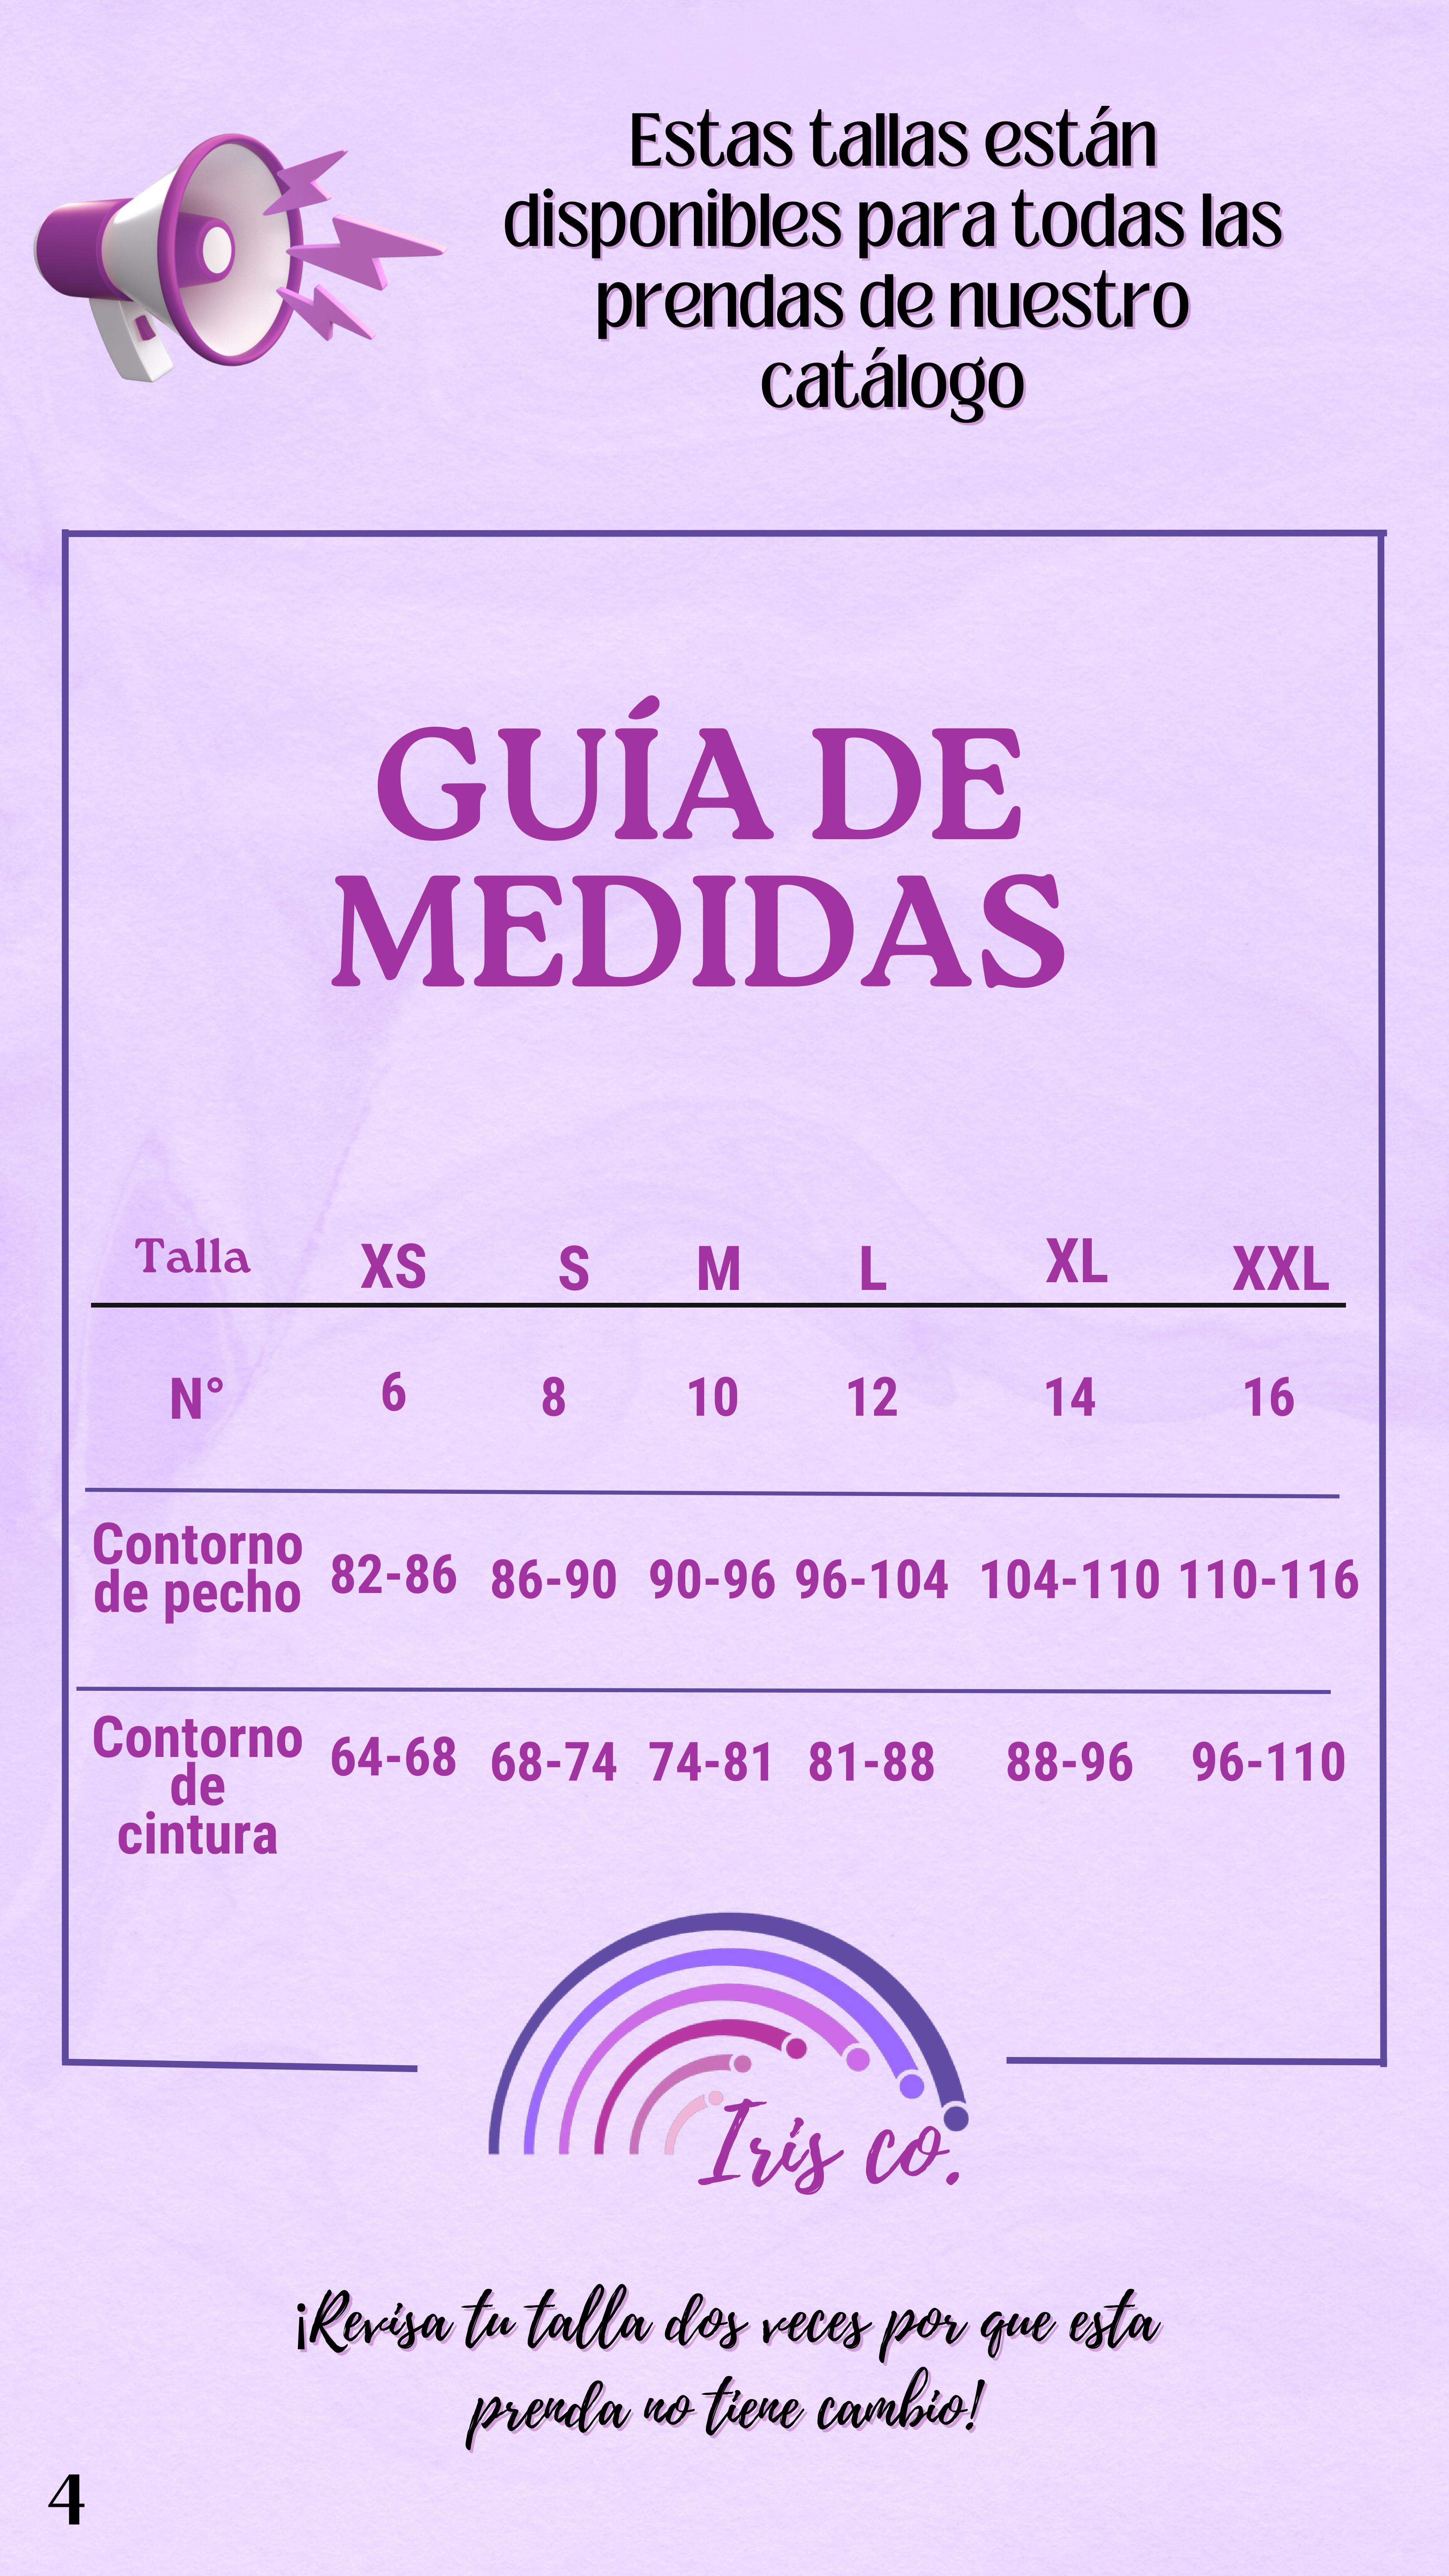 Estas tallas están
disponibles para todas las
prendas de nuestro
catálogo
GUÍA DE
MEDIDAS
Talla XS S M L XL XXL
N° 6 8 10 12 14 16
Contorno
de pecho 82-86 86-90 90-96 96-104 104-110 110-116
Contorno
de
cintura 64-68 68-74 74-81 81-88 88-96 96-110
Iris co.
¡Revisa tu talla dos veces por que esta
prenda no tiene cambio!
4